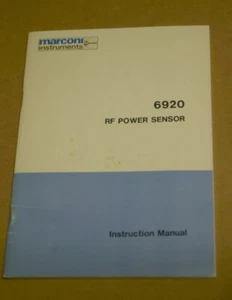 marconi
instruments
6920
RF POWER SENSOR
Instruction Manual